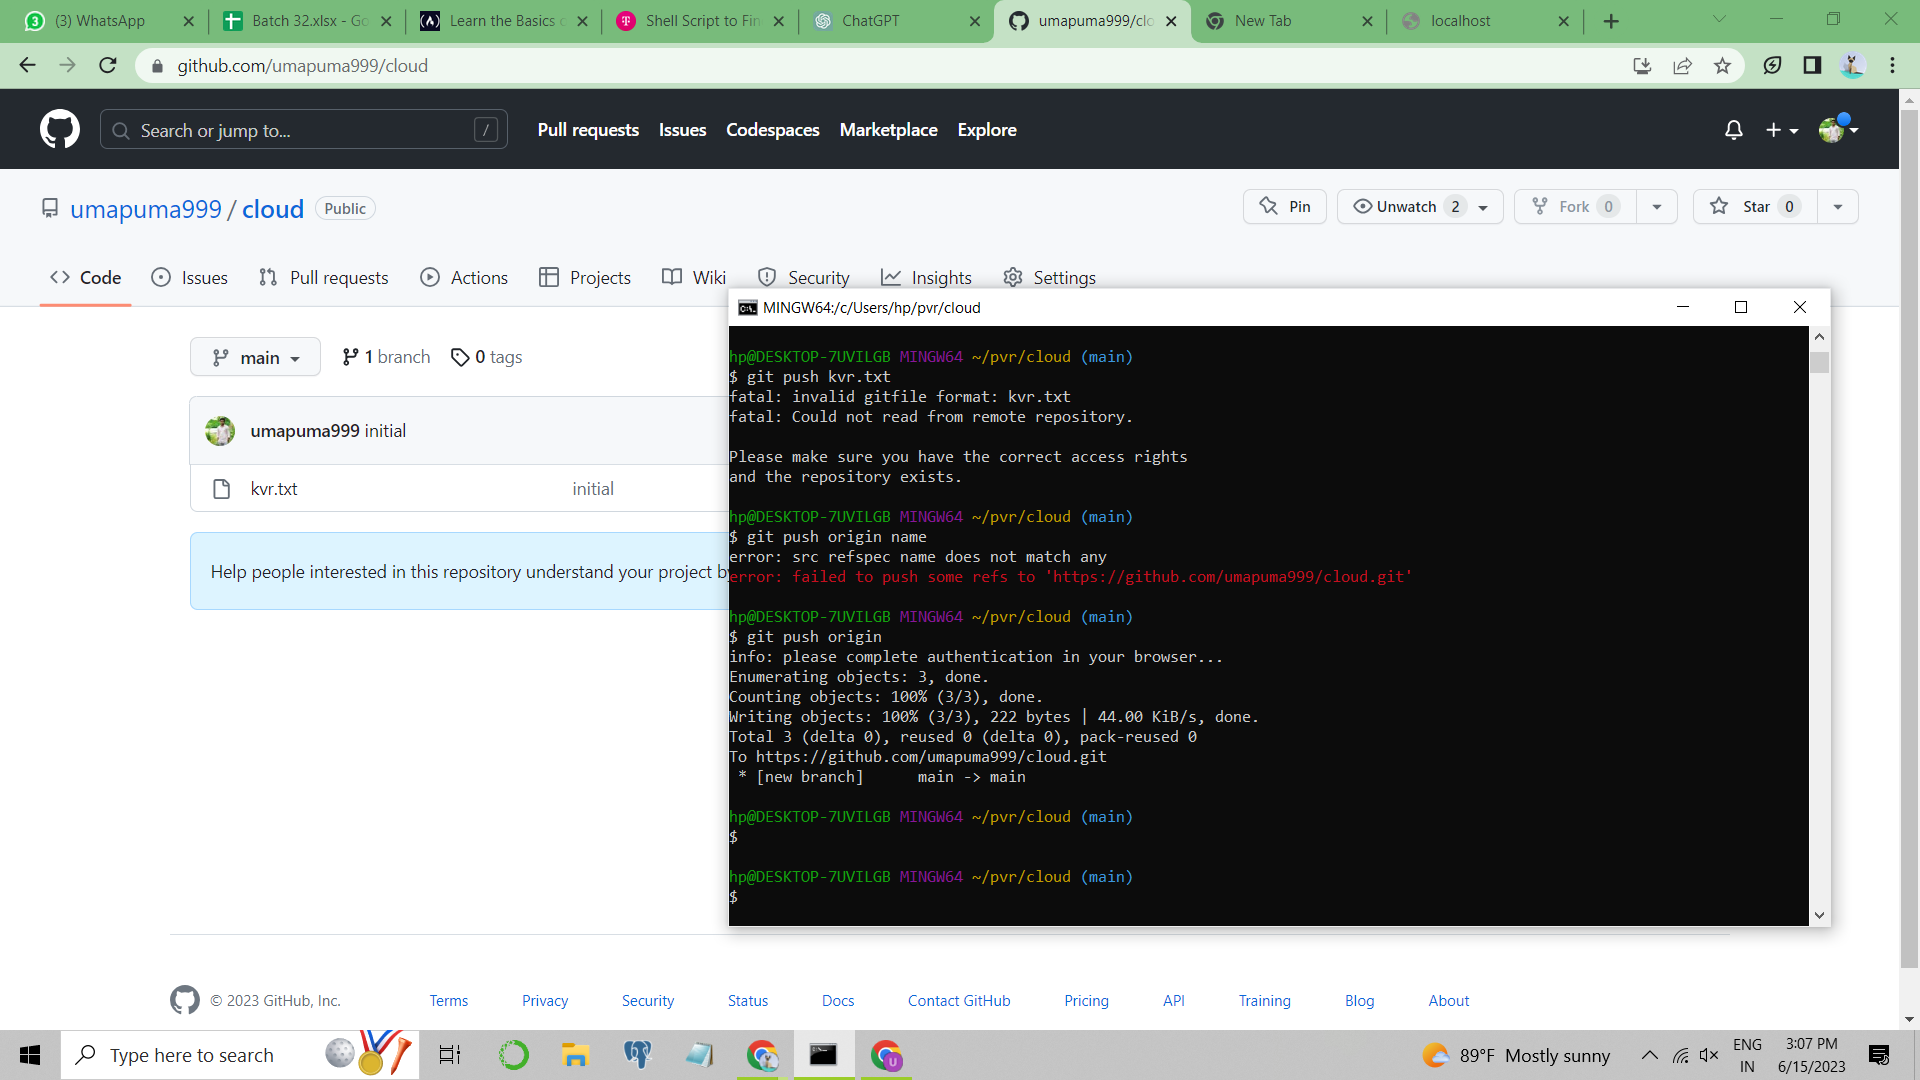 (3) WhatsApp
Batch 32.xlsx - Go
Learn the Basics o
Shell Script to Fin
ChatGPT
umapuma999/clo
New Tab
localhost
github.com/umapuma999/cloud
Search or jump to...
/
Pull requests
Issues
Codespaces
Marketplace
Explore
umapuma999 / cloud
Public
Pin
Unwatch 2
Fork 0
Star 0
Code
Issues
Pull requests
Actions
Projects
Wiki
Security
Insights
Settings
main
1 branch
0 tags
umapuma999 initial
kvr.txt
initial
Help people interested in this repository understand your project by
MINGW64:/c/Users/hp/pvr/cloud
hp@DESKTOP-7UVILGB MINGW64 ~/pvr/cloud (main)
$ git push kvr.txt
fatal: invalid gitfile format: kvr.txt
fatal: Could not read from remote repository.
Please make sure you have the correct access rights
and the repository exists.
hp@DESKTOP-7UVILGB MINGW64 ~/pvr/cloud (main)
$ git push origin name
error: src refspec name does not match any
error: failed to push some refs to 'https://github.com/umapuma999/cloud.git'
hp@DESKTOP-7UVILGB MINGW64 ~/pvr/cloud (main)
$ git push origin
info: please complete authentication in your browser...
Enumerating objects: 3, done.
Counting objects: 100% (3/3), done.
Writing objects: 100% (3/3), 222 bytes | 44.00 KiB/s, done.
Total 3 (delta 0), reused 0 (delta 0), pack-reused 0
To https://github.com/umapuma999/cloud.git
* [new branch]      main -> main
hp@DESKTOP-7UVILGB MINGW64 ~/pvr/cloud (main)
$
hp@DESKTOP-7UVILGB MINGW64 ~/pvr/cloud (main)
$
© 2023 GitHub, Inc.
Terms
Privacy
Security
Status
Docs
Contact GitHub
Pricing
API
Training
Blog
About
Type here to search
89°F Mostly sunny
ENG
IN
3:07 PM
6/15/2023